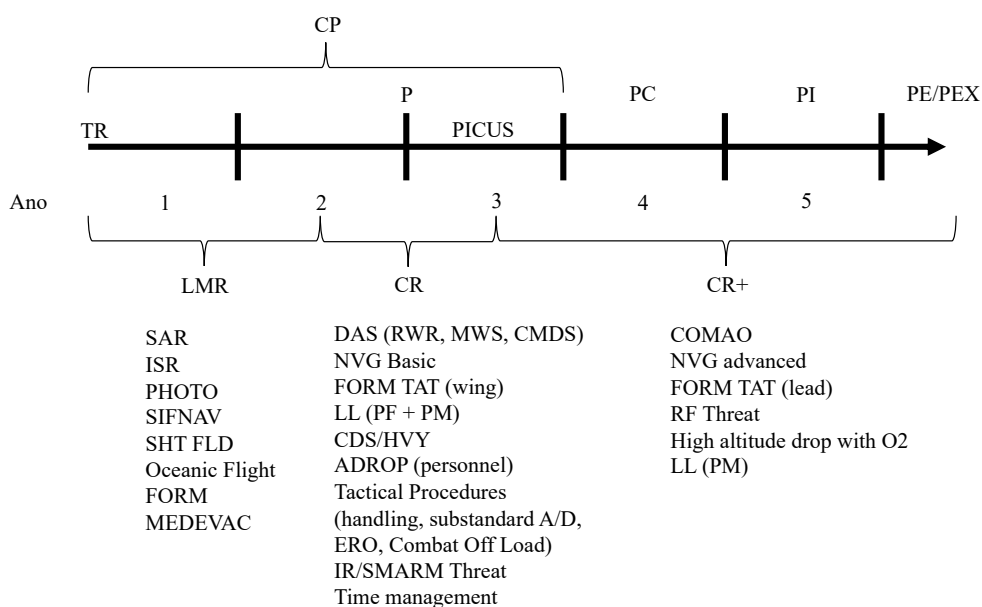 CP
P
PC
PI
PE/PEX
TR
PICUS
Ano
1
2
3
4
5
LMR
CR
CR+
SAR
ISR
PHOTO
SIFNAV
SHT FLD
Oceanic Flight
FORM
MEDEVAC
DAS (RWR, MWS, CMDS)
NVG Basic
FORM TAT (wing)
LL (PF + PM)
CDS/HVY
ADROP (personnel)
Tactical Procedures
(handling, substandard A/D,
ERO, Combat Off Load)
IR/SMARM Threat
Time management
COMAO
NVG advanced
FORM TAT (lead)
RF Threat
High altitude drop with O2
LL (PM)